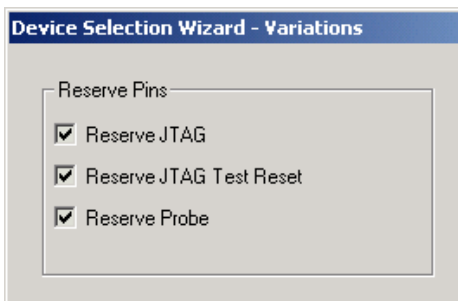 Device Selection Wizard - Variations
Reserve Pins
Reserve JTAG
Reserve JTAG Test Reset
Reserve Probe